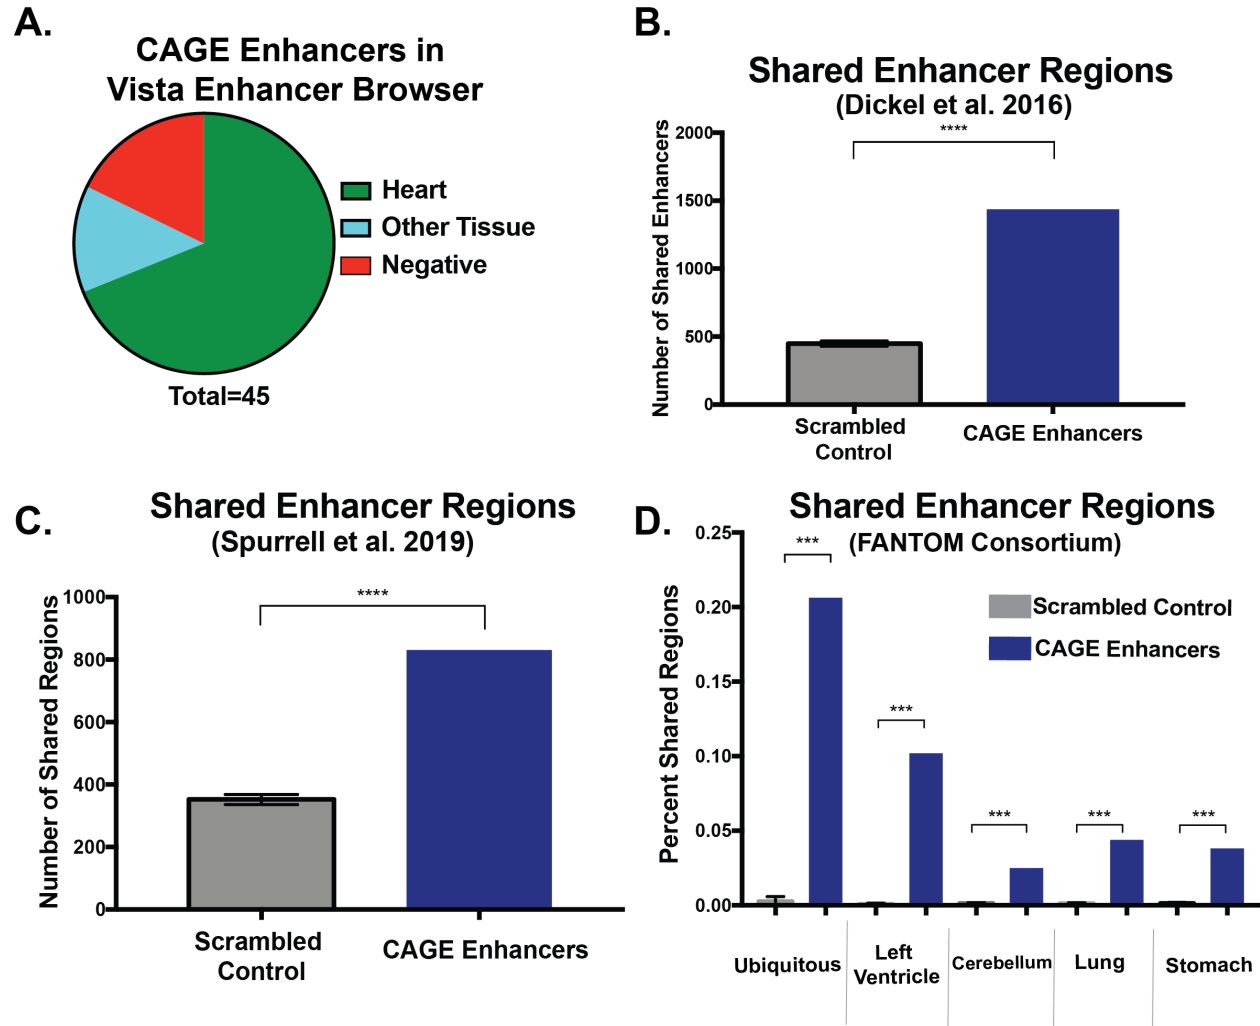 A.
CAGE Enhancers in
Vista Enhancer Browser
Heart
Other Tissue
Negative
Total=45
B.
Shared Enhancer Regions
(Dickel et al. 2016)
****
Number of Shared Enhancers
2000
1500
1000
500
0
Scrambled
Control
CAGE Enhancers
C.
Shared Enhancer Regions
(Spurrell et al. 2019)
****
Number of Shared Regions
1000
800
600
400
200
0
Scrambled
Control
CAGE Enhancers
D.
Shared Enhancer Regions
(FANTOM Consortium)
Percent Shared Regions
0.25
0.20
0.15
0.10
0.05
0.00
***
***
***
***
***
Scrambled Control
CAGE Enhancers
Ubiquitous
Left
Ventricle
Cerebellum
Lung
Stomach